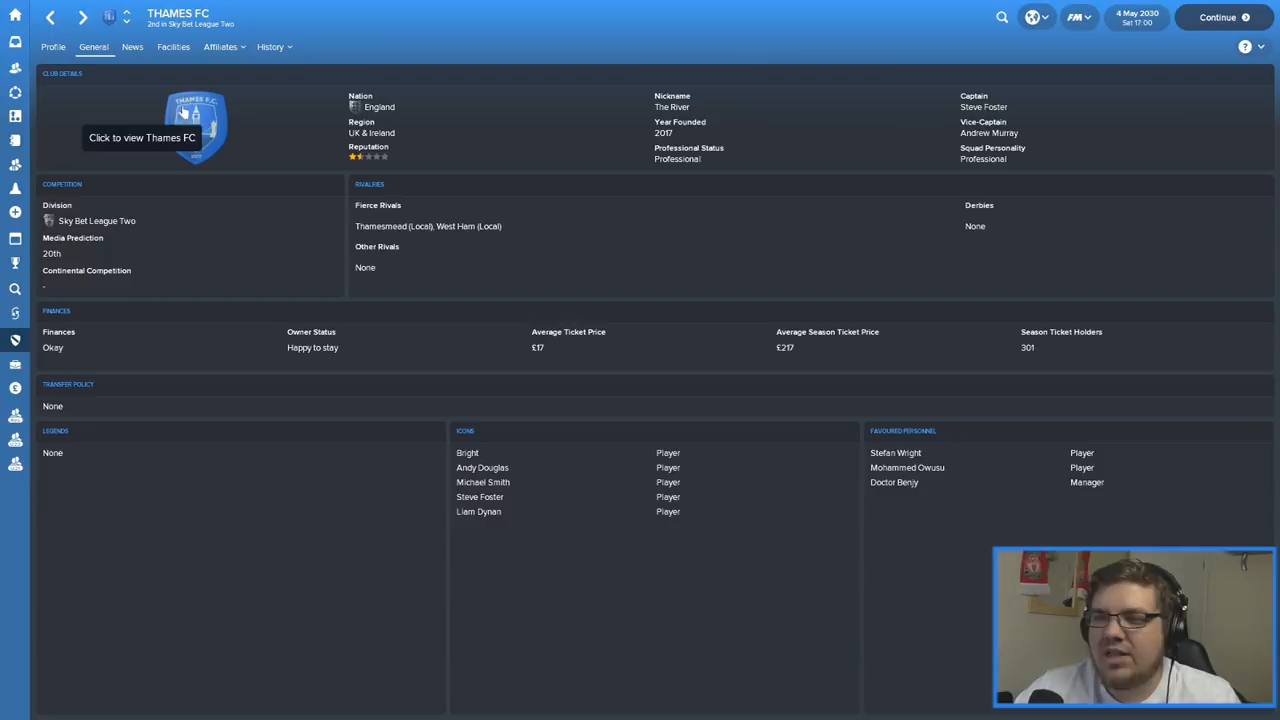 THAMES FC
2nd in Sky Bet League Two
FM
4 May 2030
Sat 17:00
Continue
Profile
General
News
Facilities
Affiliates
History
?
CLUB DETAILS
THAMES F.C.
2017
Click to view Thames FC
Nation
England
Region
UK & Ireland
Reputation
Nickname
The River
Year Founded
2017
Professional Status
Professional
Captain
Steve Foster
Vice-Captain
Andrew Murray
Squad Personality
Professional
COMPETITION
Division
Sky Bet League Two
Media Prediction
20th
Continental Competition
-
RIVALRIES
Fierce Rivals
Thamesmead (Local), West Ham (Local)
Other Rivals
None
Derbies
None
FINANCES
Finances
Okay
Owner Status
Happy to stay
Average Ticket Price
£17
Average Season Ticket Price
£217
Season Ticket Holders
301
TRANSFER POLICY
None
LEGENDS
None
ICONS
Bright Player
Andy Douglas Player
Michael Smith Player
Steve Foster Player
Liam Dynan Player
FAVOURED PERSONNEL
Stefan Wright Player
Mohammed Owusu Player
Doctor Benjy Manager